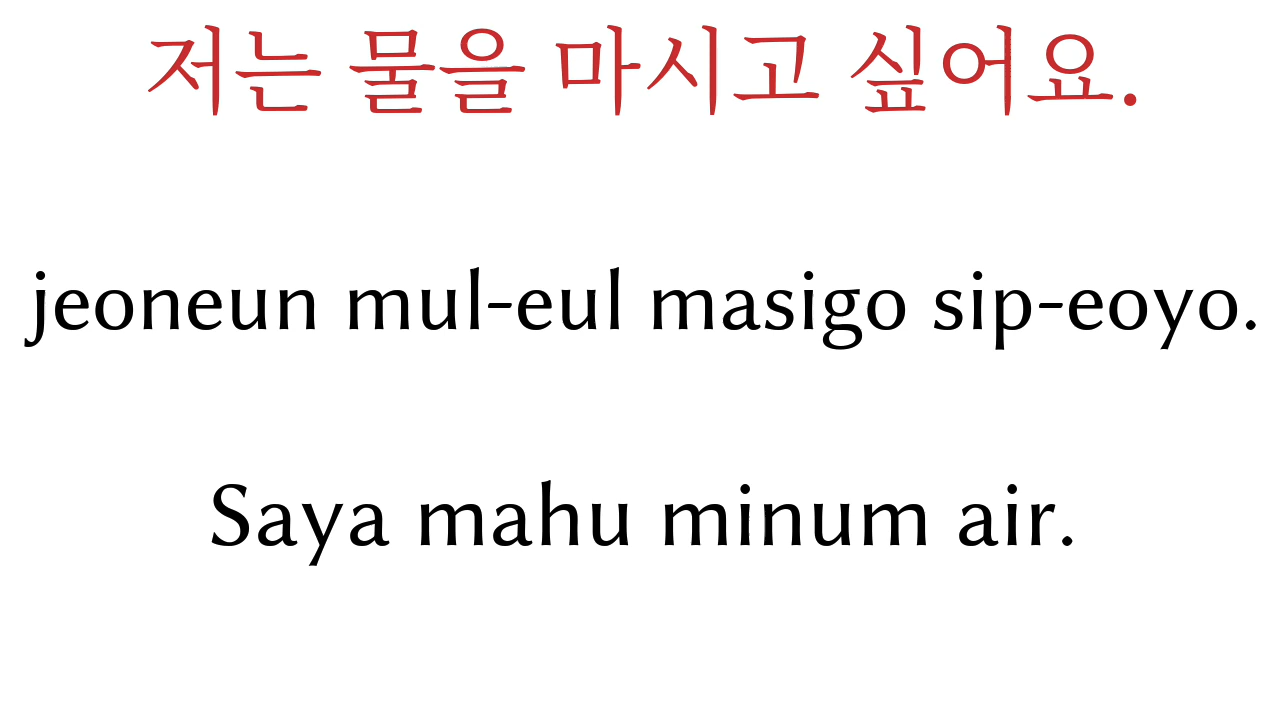 저는 물을 마시고 싶어요.
jeoneun mul-eul masigo sip-eoyo.
Saya mahu minum air.